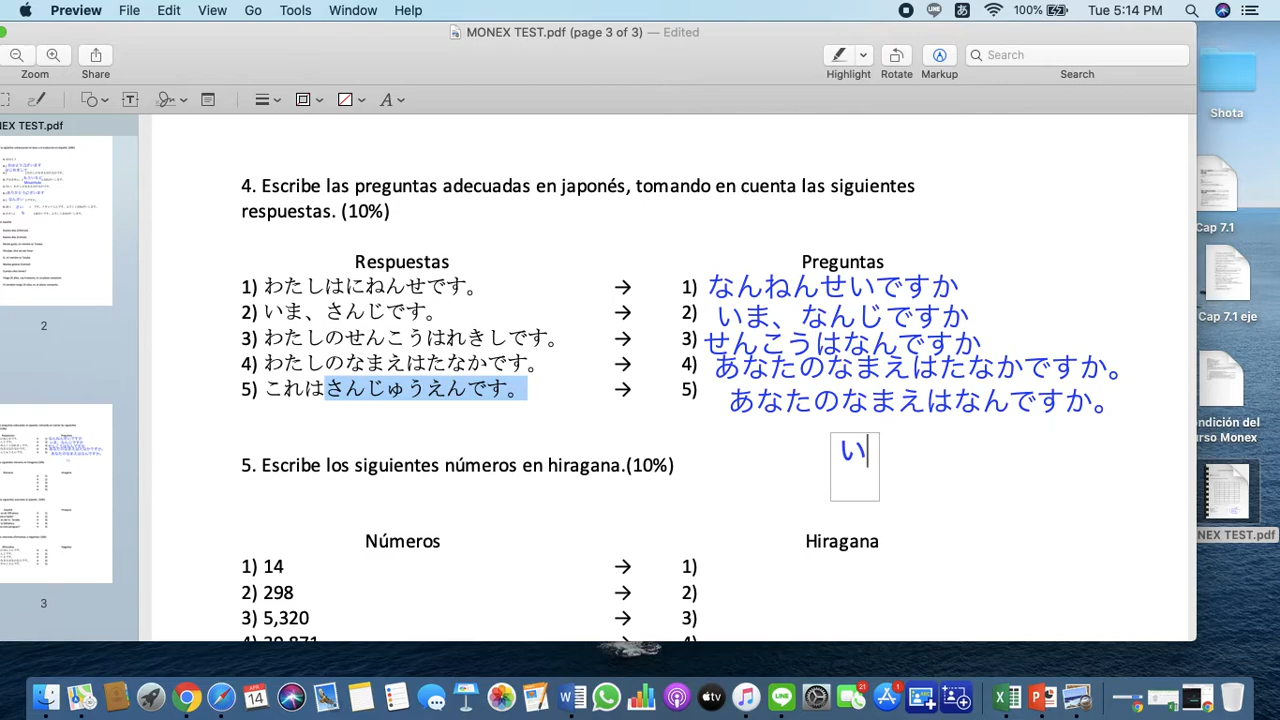 Preview File Edit View Go Tools Window Help 100% Tue 5:14 PM
MONEX TEST.pdf (page 3 of 3) — Edited
Zoom Share Highlight Rotate Markup Search
Search
NEX TEST.pdf
2
3
4. Escribe las preguntas adecuadas en japonés, tomando en cuenta las siguientes
respuestas. (10%)
Respuestas Preguntas
1) わたしはにねんせです。 → 1) なんねんせいですか
2) いま、さんじです。 → 2) いま、なんじですか
3) わたしのせんこうはれきしです。 → 3) せんこうはなんですか
4) わたしのなまえはたなかです。 → 4) あなたのなまえはたなかですか。
5) これはさんじゅうえんです。 → 5) あなたのなまえはなんですか。
い
5. Escribe los siguientes números en hiragana.(10%)
Números Hiragana
1) 14 → 1)
2) 298 → 2)
3) 5,320 → 3)
4) 20,871 → 4)
Shota
Cap 7.1
Cap 7.1 eje
ndición del
urso Monex
NEX TEST.pdf